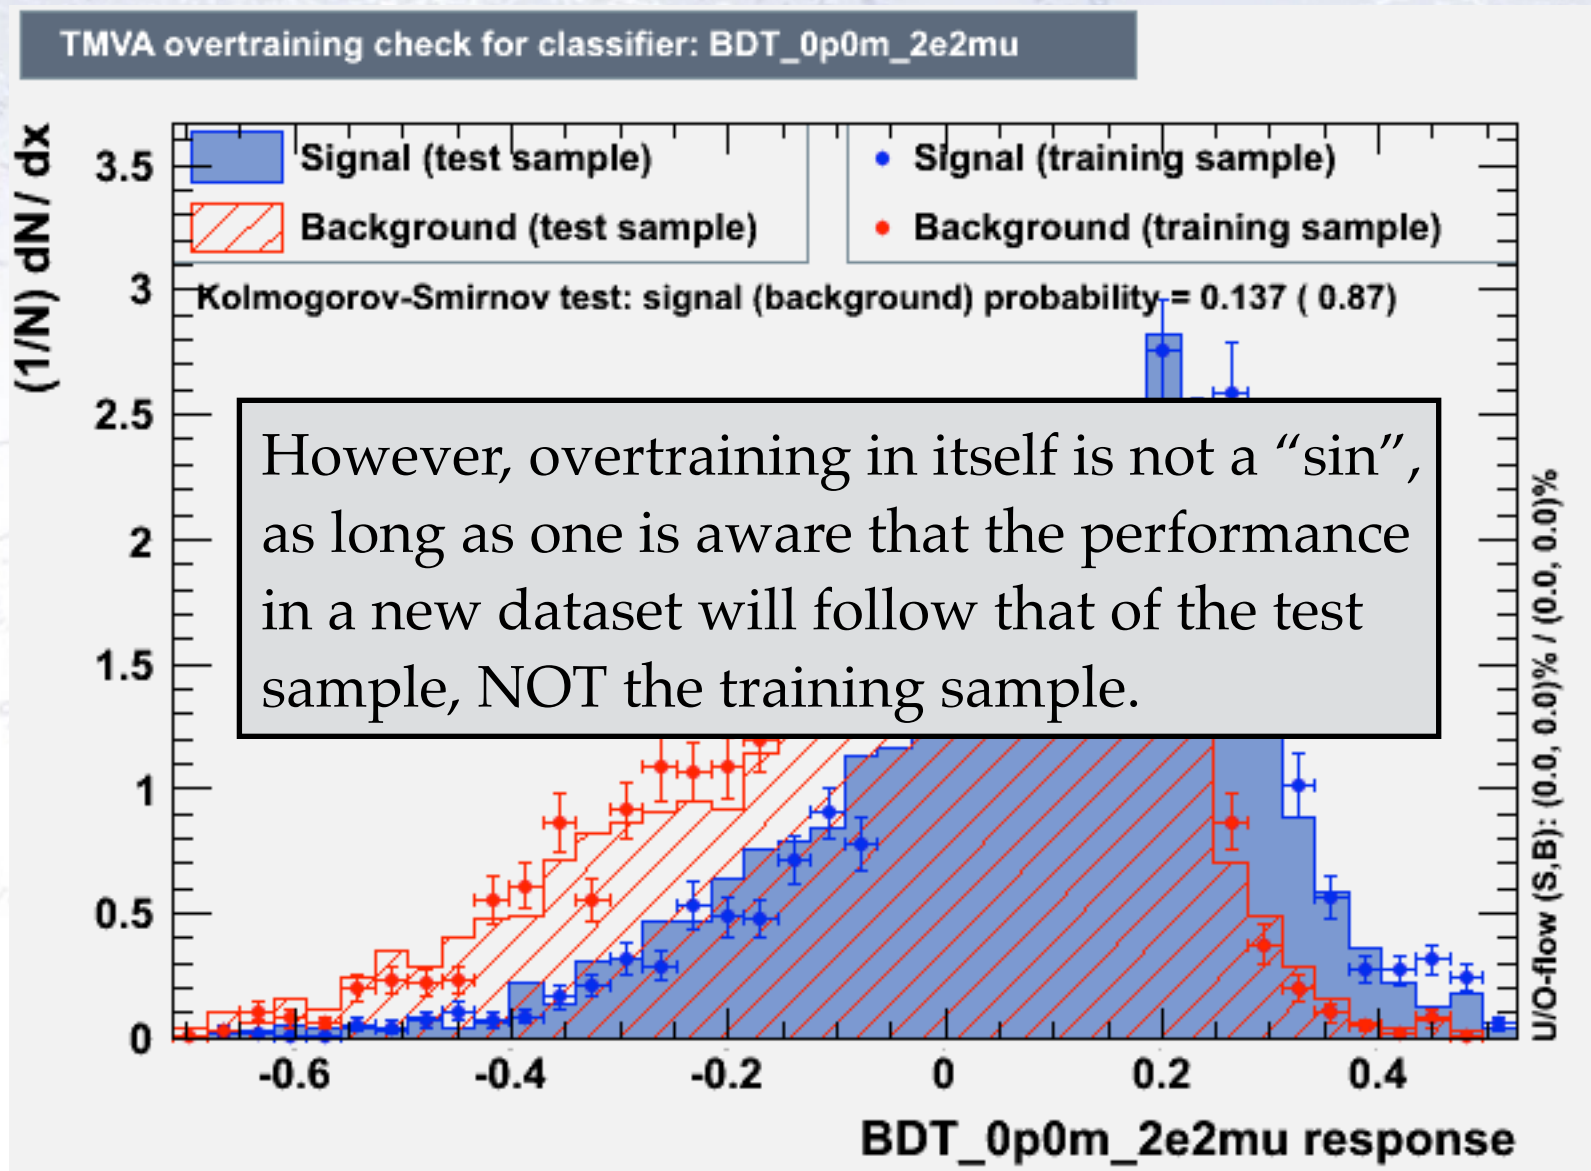 TMVA overtraining check for classifier: BDT_0p0m_2e2mu
(1/N) dN / dx
Signal (test sample)
Background (test sample)
Signal (training sample)
Background (training sample)
Kolmogorov-Smirnov test: signal (background) probability = 0.137 ( 0.87)
3.5
3
2.5
2
1.5
1
0.5
0
However, overtraining in itself is not a “sin”,
as long as one is aware that the performance
in a new dataset will follow that of the test
sample, NOT the training sample.
-0.6
-0.4
-0.2
0
0.2
0.4
BDT_0p0m_2e2mu response
U/O-flow (S,B): (0.0, 0.0)% / (0.0, 0.0)%